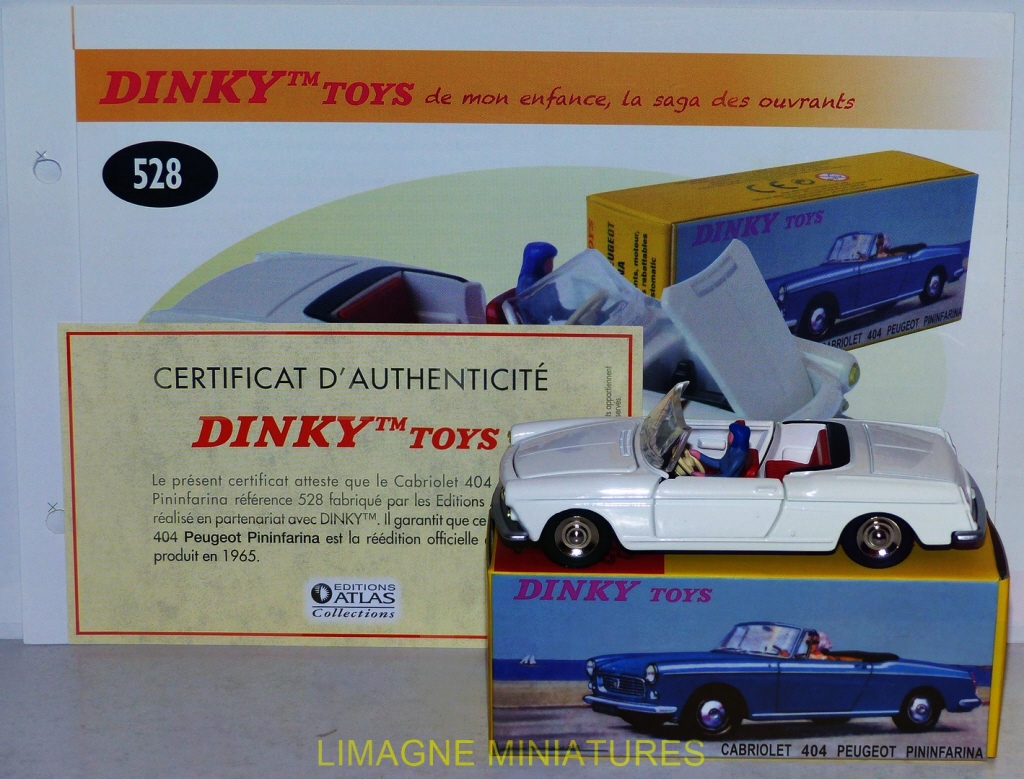 DINKY™ TOYS de mon enfance, la saga des ouvrants
528
DINKY TOYS
CABRIOLET 404 PEUGEOT PININFARINA
CERTIFICAT D'AUTHENTICITÉ
DINKY™ TOYS
Le présent certificat atteste que le Cabriolet 404
Pininfarina référence 528 fabriqué par les Editions
réalisé en partenariat avec DINKY™. Il garantit que ce
404 Peugeot Pininfarina est la réédition officielle
produit en 1965.
EDITIONS
ATLAS
Collections
DINKY TOYS
CABRIOLET 404 PEUGEOT PININFARINA
LIMAGNE MINIATURES